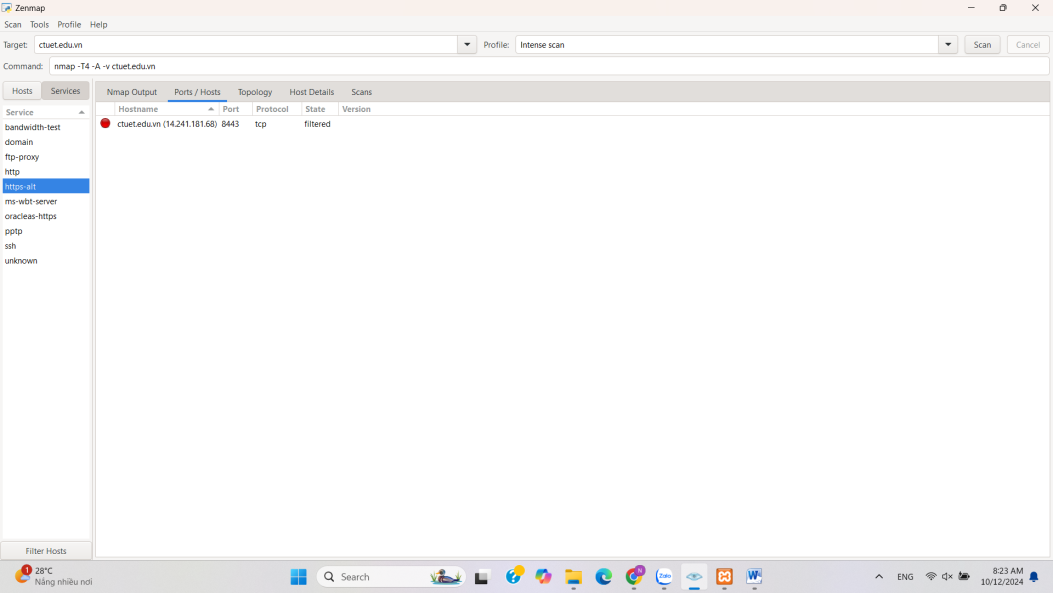 Zenmap
Scan Tools Profile Help
Target: ctuet.edu.vn Profile: Intense scan Scan Cancel
Command: nmap -T4 -A -v ctuet.edu.vn
Hosts Services Nmap Output Ports / Hosts Topology Host Details Scans
Service Hostname Port Protocol State Version
ctuet.edu.vn (14.241.181.68) 8443 tcp filtered
bandwidth-test
domain
ftp-proxy
http
https-alt
ms-wbt-server
oracleas-https
pptp
ssh
unknown
Filter Hosts
1 28°C
Nắng nhiều nơi
Search
N
Zalo
W
ENG
8:23 AM
10/12/2024